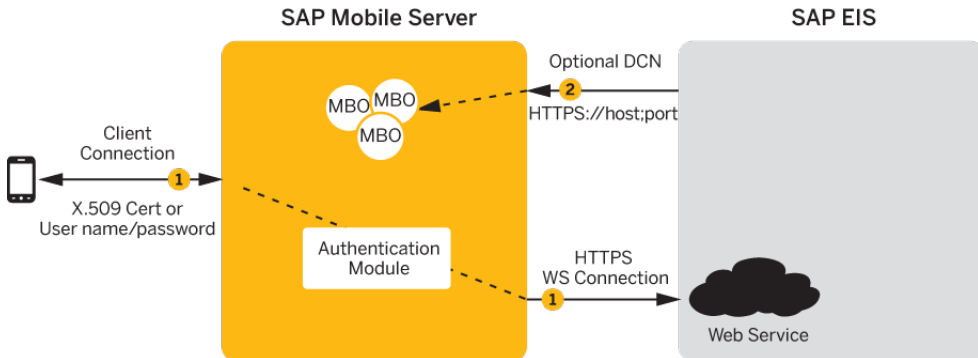 SAP Mobile Server
SAP EIS
Optional DCN
2
HTTPS://host;port
MBO
MBO
MBO
Client
Connection
1
X.509 Cert or
User name/password
Authentication
Module
HTTPS
WS Connection
1
Web Service